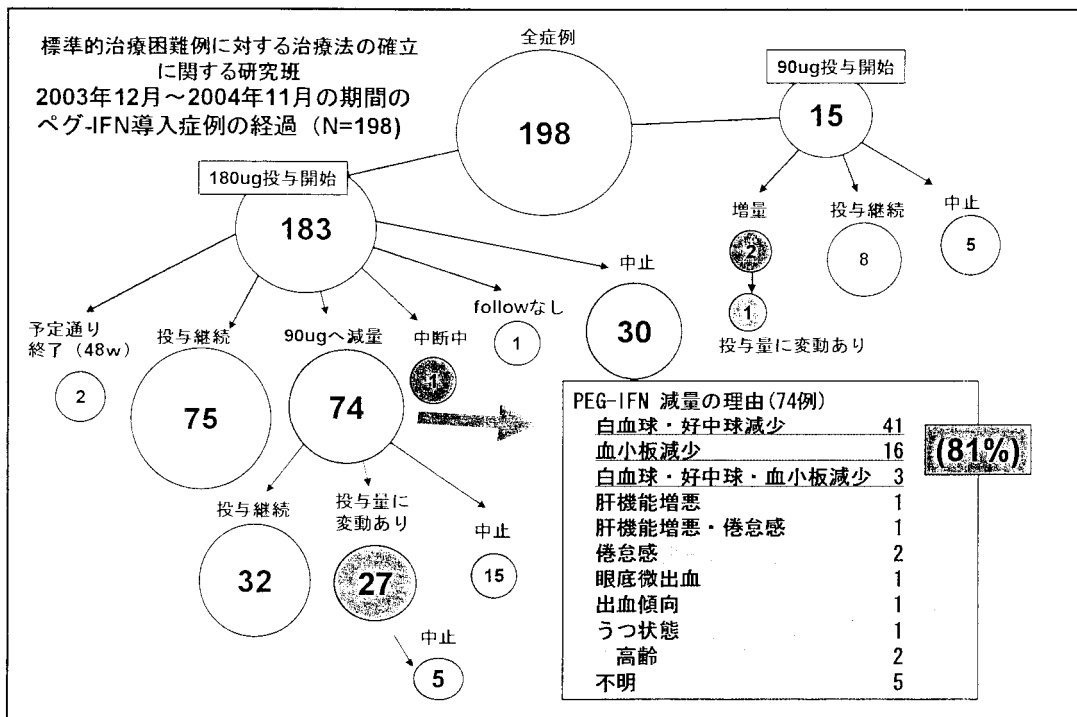 標準的治療困難例に対する治療法の確立
に関する研究班
2003年12月～2004年11月の期間の
ペグ-IFN導入症例の経過（N=198)
全症例
198
90ug投与開始
15
180ug投与開始
183
増量
2
1
投与量に変動あり
投与継続
8
中止
5
予定通り
終了（48w）
2
投与継続
75
90ugへ減量
74
中断中
1
followなし
1
中止
30
投与継続
32
投与量に
変動あり
27
中止
15
中止
5
PEG-IFN 減量の理由(74例)
白血球・好中球減少 41
血小板減少 16
白血球・好中球・血小板減少 3
(81%)
肝機能増悪 1
肝機能増悪・倦怠感 1
倦怠感 2
眼底微出血 1
出血傾向 1
うつ状態 1
高齢 2
不明 5